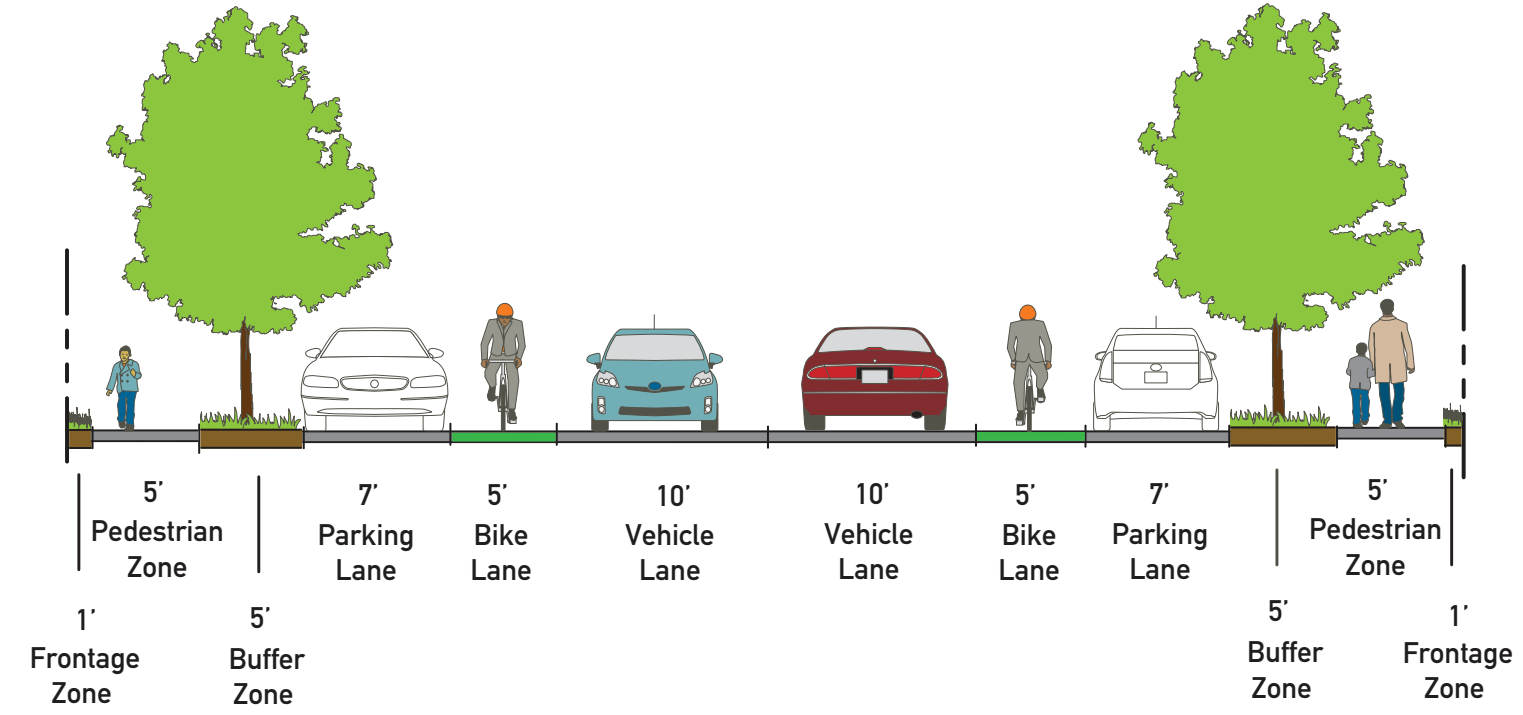 5’
Pedestrian
Zone
7’
Parking
Lane
5’
Bike
Lane
10’
Vehicle
Lane
10’
Vehicle
Lane
5’
Bike
Lane
7’
Parking
Lane
5’
Pedestrian
Zone
1’
Frontage
Zone
5’
Buffer
Zone
5’
Buffer
Zone
1’
Frontage
Zone